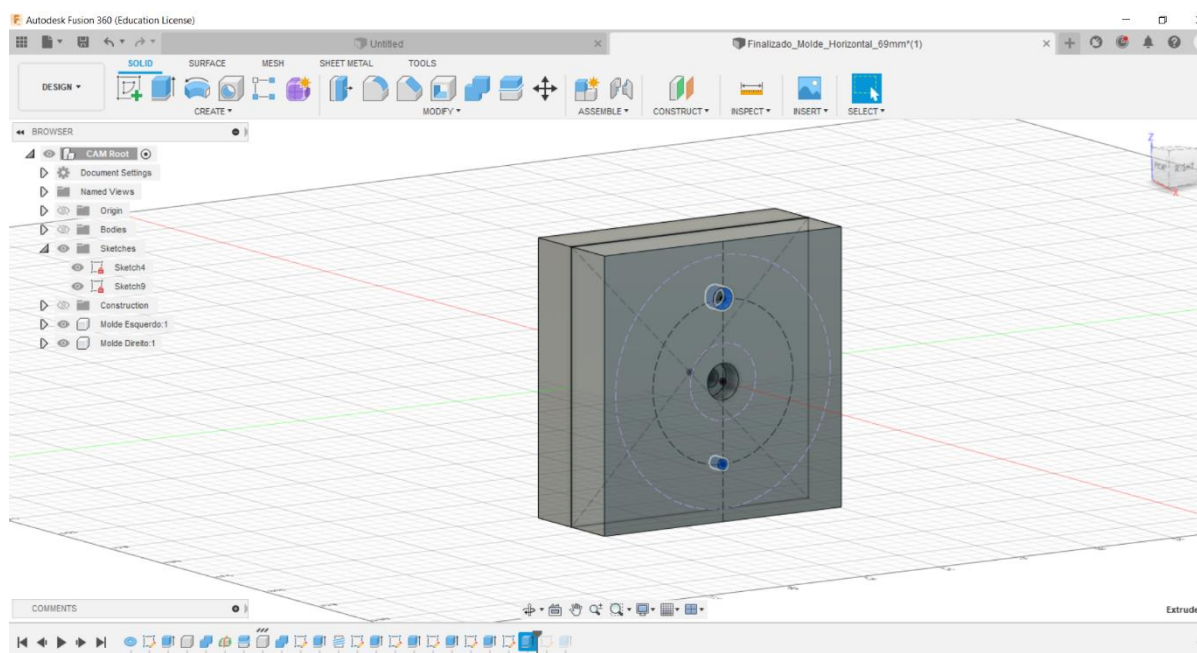 Autodesk Fusion 360 (Education License)
Untitled
Finalizado_Molde_Horizontal_69mm*(1)
SOLID SURFACE MESH SHEET METAL TOOLS
DESIGN
CREATE MODIFY ASSEMBLE CONSTRUCT INSPECT INSERT SELECT
BROWSER
CAM Root
Document Settings
Named Views
Origin
Bodies
Sketches
Sketch4
Sketch9
Construction
Molde Esquerdo:1
Molde Direito:1
Z
X
COMMENTS
Extrude